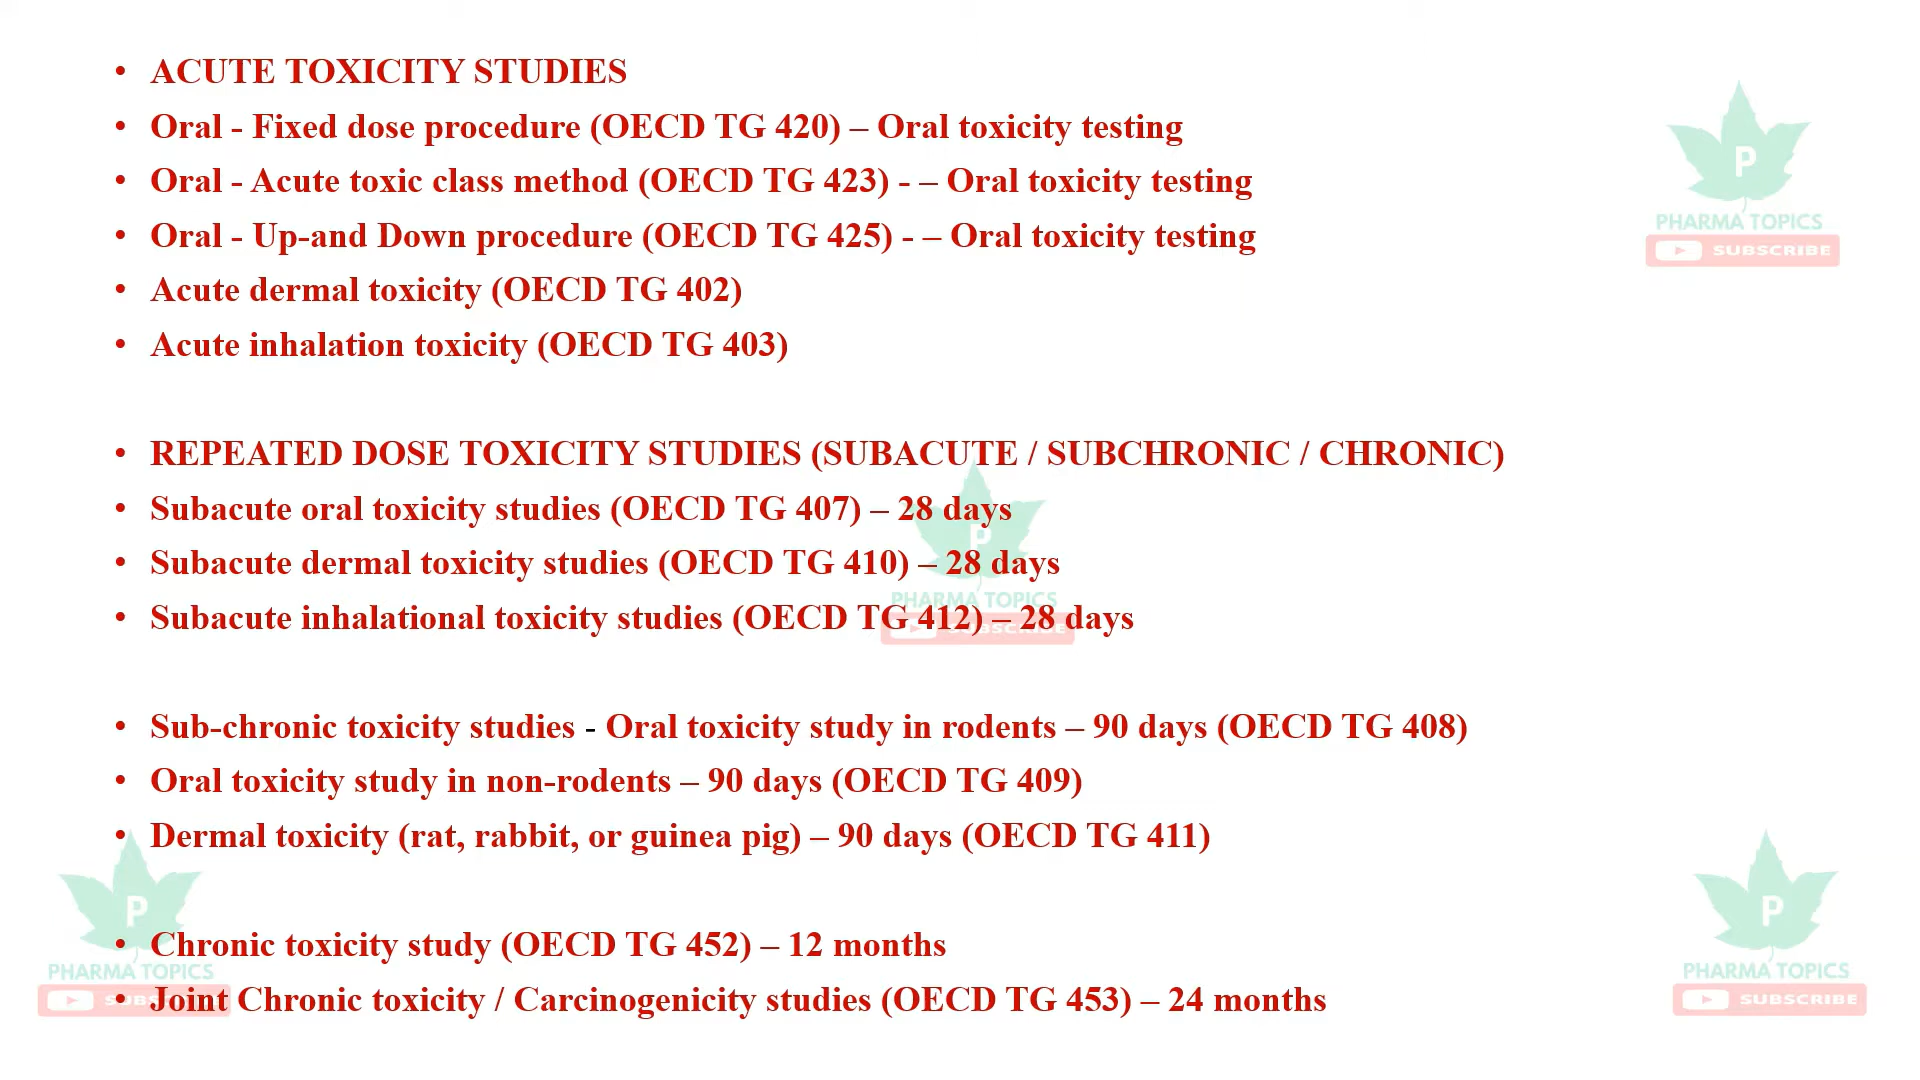 • ACUTE TOXICITY STUDIES
• Oral - Fixed dose procedure (OECD TG 420) – Oral toxicity testing
• Oral - Acute toxic class method (OECD TG 423) - – Oral toxicity testing
• Oral - Up-and Down procedure (OECD TG 425) - – Oral toxicity testing
• Acute dermal toxicity (OECD TG 402)
• Acute inhalation toxicity (OECD TG 403)
P
PHARMA TOPICS
SUBSCRIBE
• REPEATED DOSE TOXICITY STUDIES (SUBACUTE / SUBCHRONIC / CHRONIC)
• Subacute oral toxicity studies (OECD TG 407) – 28 days
• Subacute dermal toxicity studies (OECD TG 410) – 28 days
• Subacute inhalational toxicity studies (OECD TG 412) – 28 days
P
PHARMA TOPICS
SUBSCRIBE
• Sub-chronic toxicity studies - Oral toxicity study in rodents – 90 days (OECD TG 408)
• Oral toxicity study in non-rodents – 90 days (OECD TG 409)
• Dermal toxicity (rat, rabbit, or guinea pig) – 90 days (OECD TG 411)
• Chronic toxicity study (OECD TG 452) – 12 months
• Joint Chronic toxicity / Carcinogenicity studies (OECD TG 453) – 24 months
P
PHARMA TOPICS
SUBSCRIBE
P
PHARMA TOPICS
SUBSCRIBE